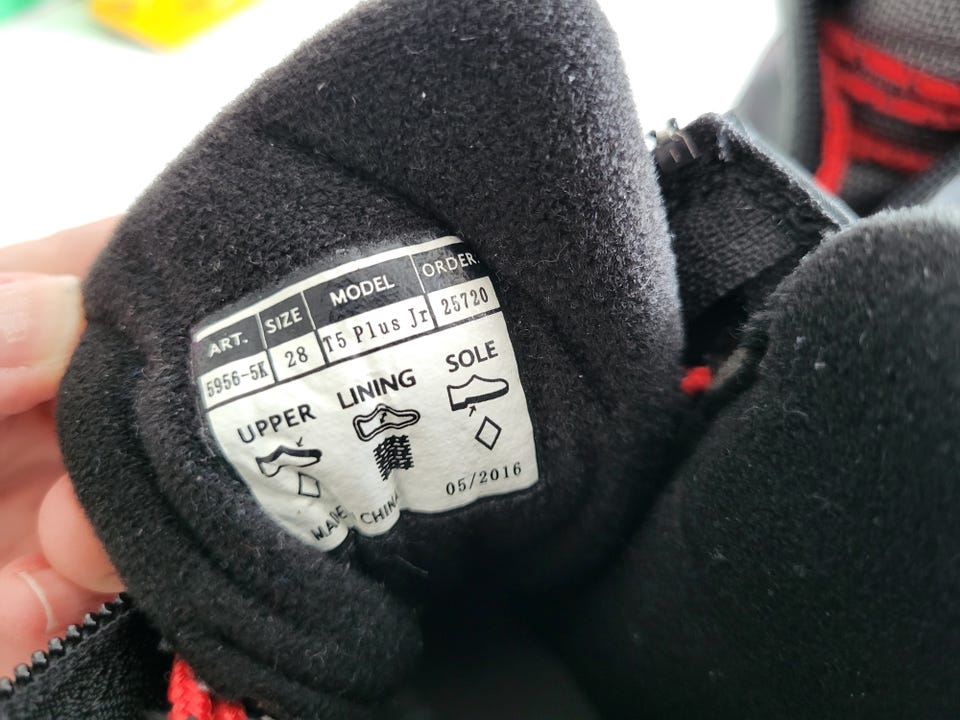 ART. SIZE MODEL ORDER.
5956-5K 28 T5 Plus Jr 25720
UPPER LINING SOLE
MADE CHINA 05/2016